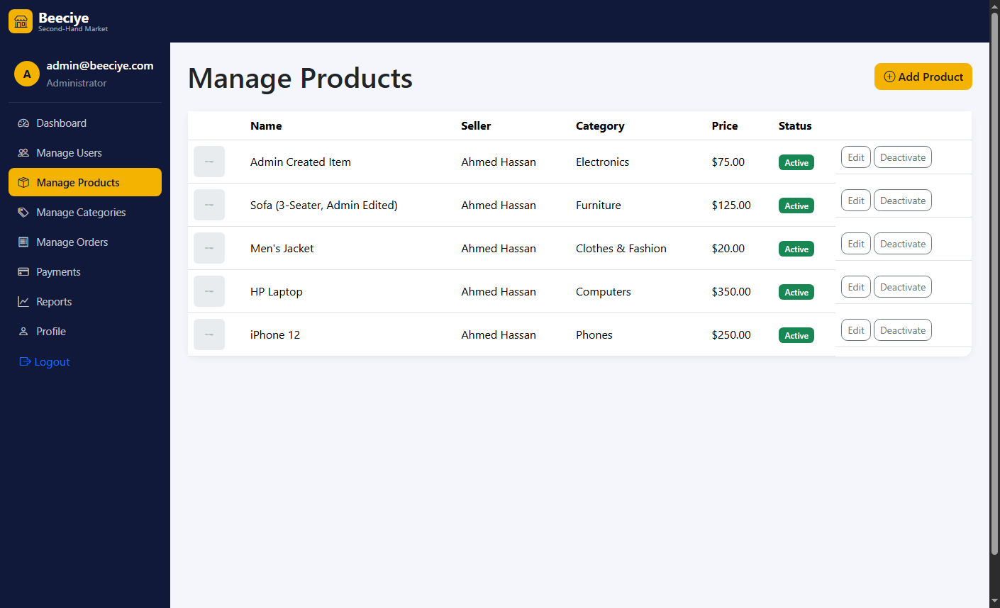 Beeciye
Second-Hand Market
A
admin@beeciye.com
Administrator
Dashboard
Manage Users
Manage Products
Manage Categories
Manage Orders
Payments
Reports
Profile
Logout
Manage Products
Add Product
Name Seller Category Price Status
Admin Created Item Ahmed Hassan Electronics $75.00 Active Edit Deactivate
Sofa (3-Seater, Admin Edited) Ahmed Hassan Furniture $125.00 Active Edit Deactivate
Men's Jacket Ahmed Hassan Clothes & Fashion $20.00 Active Edit Deactivate
HP Laptop Ahmed Hassan Computers $350.00 Active Edit Deactivate
iPhone 12 Ahmed Hassan Phones $250.00 Active Edit Deactivate